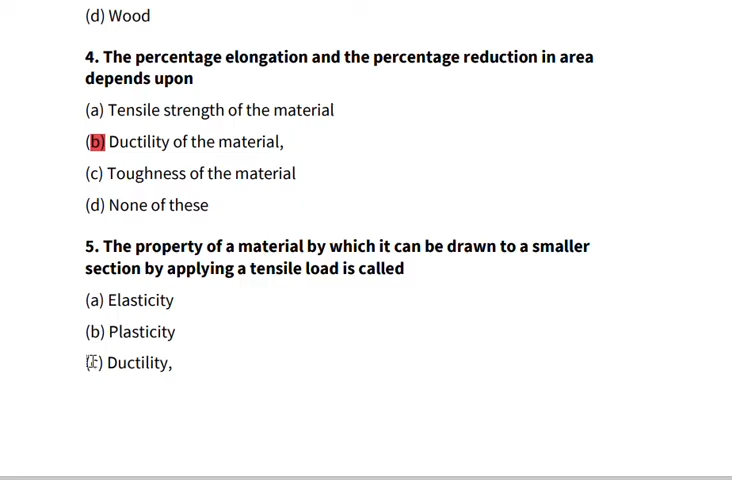 (d) Wood
4. The percentage elongation and the percentage reduction in area
depends upon
(a) Tensile strength of the material
(b) Ductility of the material,
(c) Toughness of the material
(d) None of these
5. The property of a material by which it can be drawn to a smaller
section by applying a tensile load is called
(a) Elasticity
(b) Plasticity
(c) Ductility,